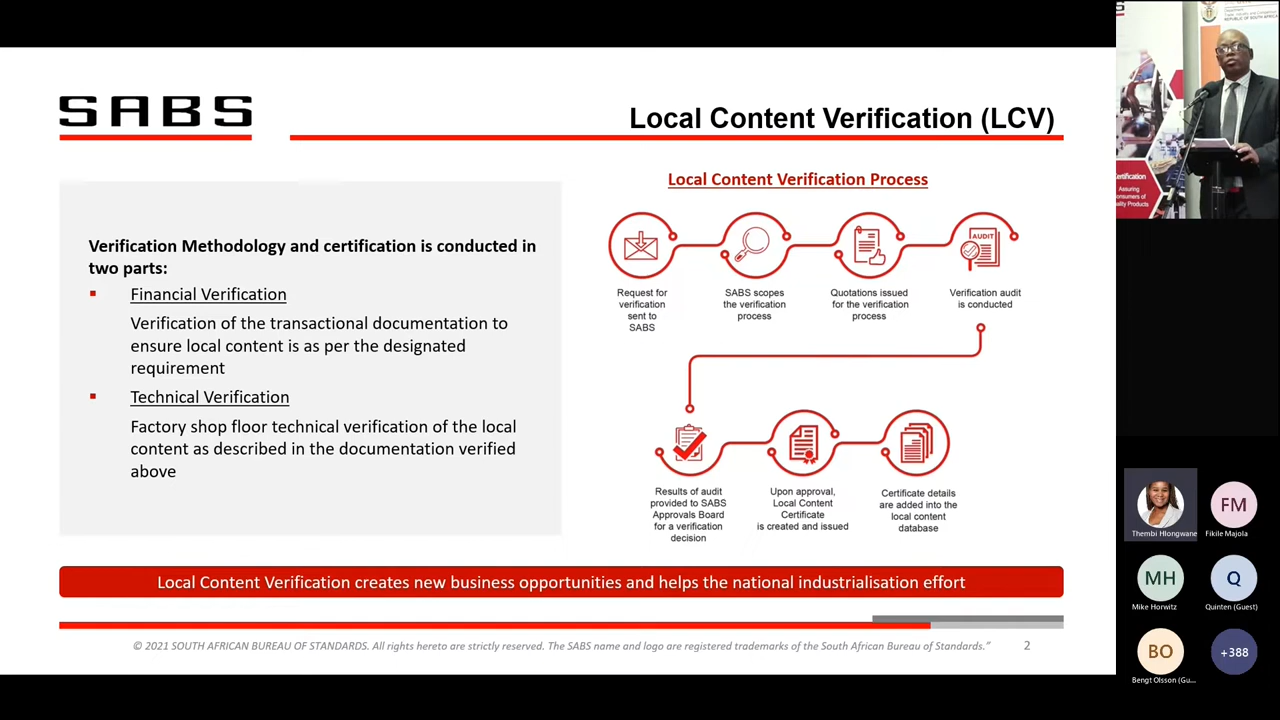 SABS
Local Content Verification (LCV)
Verification Methodology and certification is conducted in
two parts:
Financial Verification
Verification of the transactional documentation to
ensure local content is as per the designated
requirement
Technical Verification
Factory shop floor technical verification of the local
content as described in the documentation verified
above
Local Content Verification Process
Request for
verification
sent to
SABS
SABS scopes
the verification
process
Quotations issued
for the verification
process
AUDIT
Verification audit
is conducted
Results of audit
provided to SABS
Approvals Board
for a verification
decision
Upon approval,
Local Content
Certificate
is created and issued
Certificate details
are added into the
local content
database
Local Content Verification creates new business opportunities and helps the national industrialisation effort
© 2021 SOUTH AFRICAN BUREAU OF STANDARDS. All rights hereto are strictly reserved. The SABS name and logo are registered trademarks of the South African Bureau of Standards.”
2
REPUBLIC OF SOUTH AFRICA
Assuring
Thembi Hlongwane
FM
Fikile Majola
MH
Mike Horwitz
Q
Quinten (Guest)
BO
Bengt Olsson (Gu...
+388